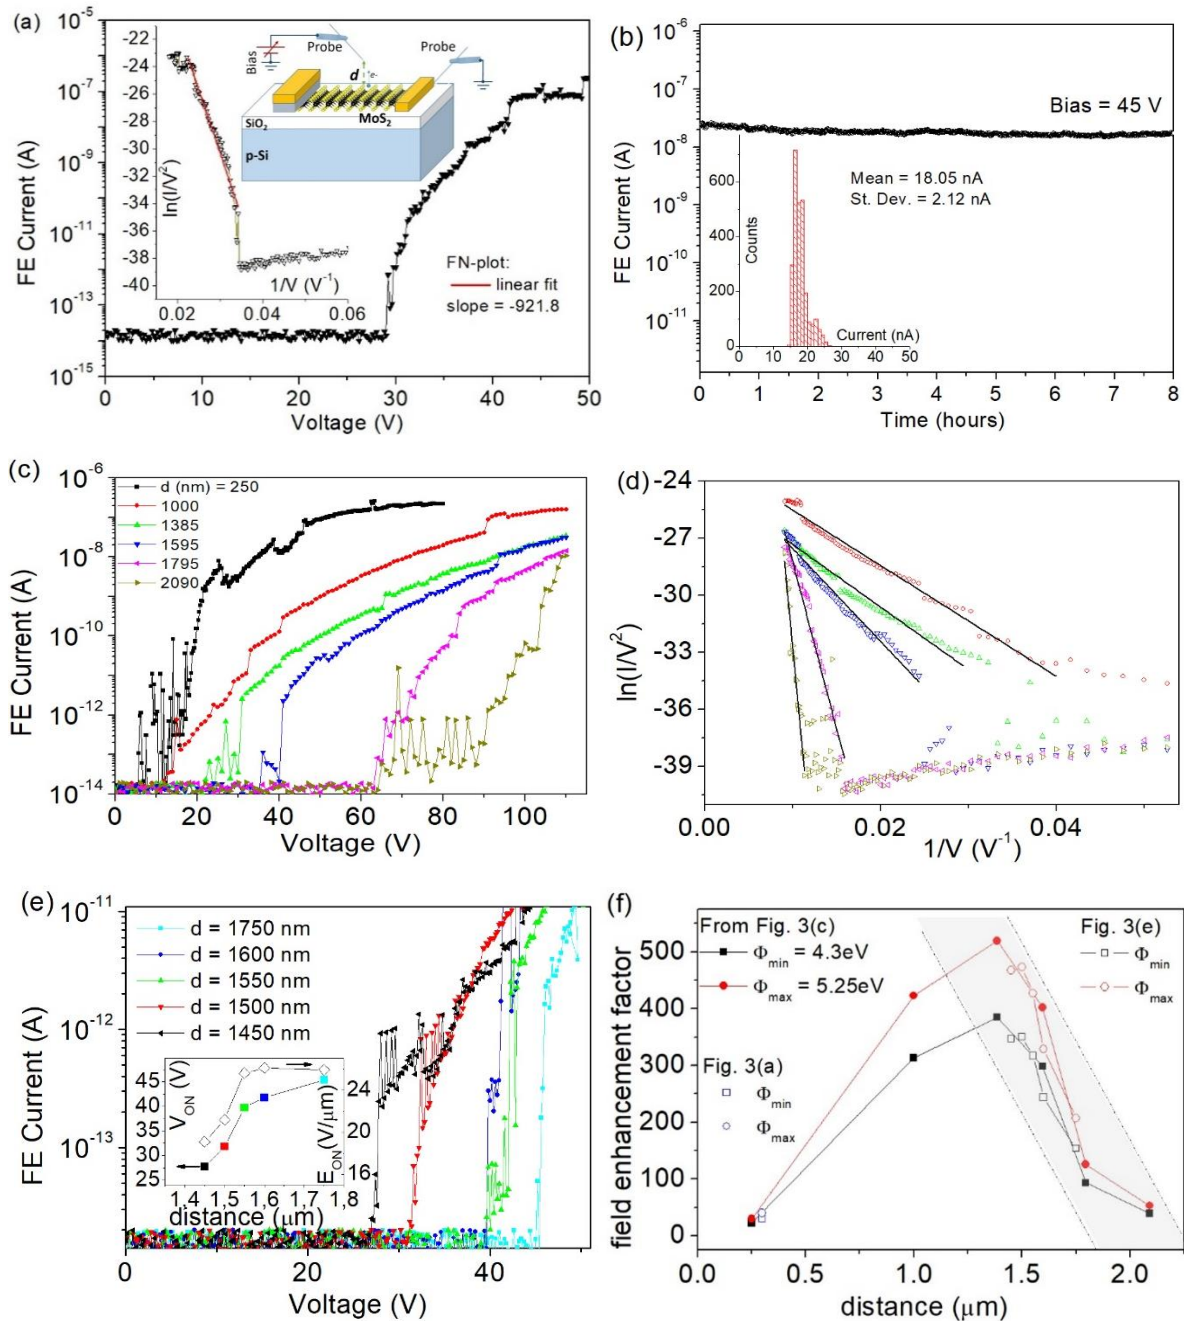 (a)
10^-5
10^-7
10^-9
10^-11
10^-13
10^-15
FE Current (A)
0 10 20 30 40 50
Voltage (V)
-22
-24
-26
-28
-30
-32
-34
-36
-38
-40
ln(I/V^2)
0.02 0.04 0.06
1/V (V^-1)
Bias
Probe
Probe
d
e-
SiO2
MoS2
p-Si
FN-plot:
linear fit
slope = -921.8
(b)
10^-6
10^-7
10^-8
10^-9
10^-10
10^-11
FE Current (A)
Bias = 45 V
Mean = 18.05 nA
St. Dev. = 2.12 nA
600
400
200
0
Counts
Current (nA)
0 10 20 30 40 50
0 1 2 3 4 5 6 7 8
Time (hours)
(c)
10^-6
10^-8
10^-10
10^-12
10^-14
FE Current (A)
d (nm) = 250
1000
1385
1595
1795
2090
0 20 40 60 80 100
Voltage (V)
(d)
-24
-27
-30
-33
-36
-39
ln(I/V^2)
0.00 0.02 0.04
1/V (V^-1)
(e)
10^-11
10^-12
10^-13
FE Current (A)
d = 1750 nm
d = 1600 nm
d = 1550 nm
d = 1500 nm
d = 1450 nm
45
40
35
30
25
V_ON (V)
24
20
16
12
E_ON (V/μm)
1,4 1,5 1,6 1,7 1,8
distance (μm)
0 20 40
Voltage (V)
(f)
500
400
300
200
100
0
field enhancement factor
From Fig. 3(c)
Φmin = 4.3eV
Φmax = 5.25eV
Fig. 3(e)
Φmin
Φmax
Fig. 3(a)
Φmin
Φmax
0.0 0.5 1.0 1.5 2.0
distance (μm)